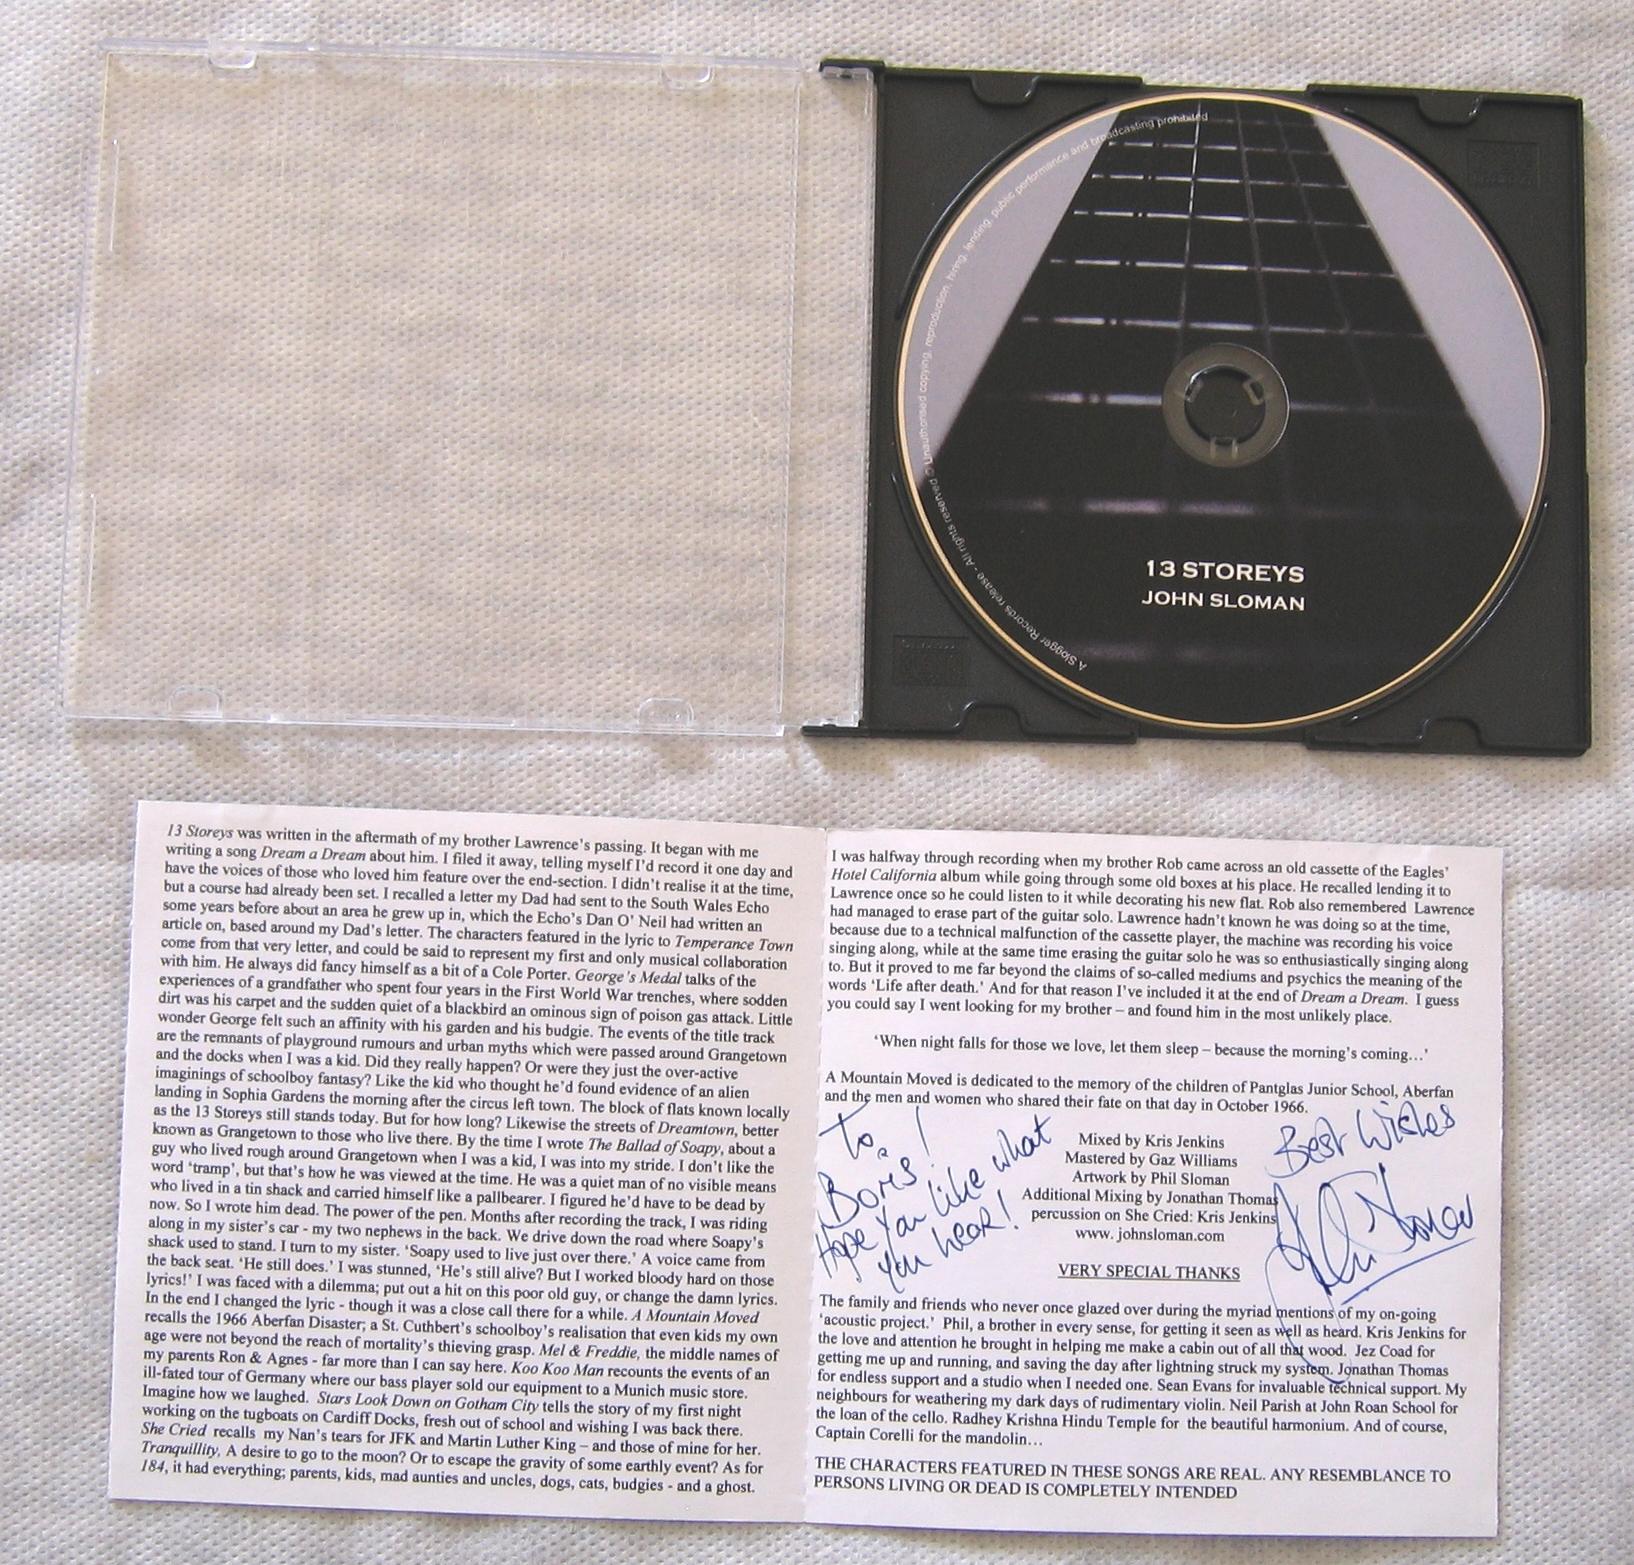 A Slogger Records release - All rights reserved © Unauthorised copying, reproduction, hiring, lending, public performance and broadcasting prohibited
13 STOREYS
JOHN SLOMAN
13 Storeys was written in the aftermath of my brother Lawrence's passing. It began with me
writing a song Dream a Dream about him. I filed it away, telling myself I'd record it one day and
have the voices of those who loved him feature over the end-section. I didn't realise it at the time,
but a course had already been set. I recalled a letter my Dad had sent to the South Wales Echo
some years before about an area he grew up in, which the Echo's Dan O' Neil had written an
article on, based around my Dad's letter. The characters featured in the lyric to Temperance Town
come from that very letter, and could be said to represent my first and only musical collaboration
with him. He always did fancy himself as a bit of a Cole Porter. George's Medal talks of the
experiences of a grandfather who spent four years in the First World War trenches, where sodden
dirt was his carpet and the sudden quiet of a blackbird an ominous sign of poison gas attack. Little
wonder George felt such an affinity with his garden and his budgie. The events of the title track
are the remnants of playground rumours and urban myths which were passed around Grangetown
and the docks when I was a kid. Did they really happen? Or were they just the over-active
imaginings of schoolboy fantasy? Like the kid who thought he'd found evidence of an alien
landing in Sophia Gardens the morning after the circus left town. The block of flats known locally
as the 13 Storeys still stands today. But for how long? Likewise the streets of Dreamtown, better
known as Grangetown to those who live there. By the time I wrote The Ballad of Soapy, about a
guy who lived rough around Grangetown when I was a kid, I was into my stride. I don't like the
word 'tramp', but that's how he was viewed at the time. He was a quiet man of no visible means
who lived in a tin shack and carried himself like a pallbearer. I figured he'd have to be dead by
now. So I wrote him dead. The power of the pen. Months after recording the track, I was riding
along in my sister's car - my two nephews in the back. We drive down the road where Soapy's
shack used to stand. I turn to my sister. 'Soapy used to live just over there.' A voice came from
the back seat. 'He still does.' I was stunned, 'He's still alive? But I worked bloody hard on those
lyrics!' I was faced with a dilemma; put out a hit on this poor old guy, or change the damn lyrics.
In the end I changed the lyric - though it was a close call there for a while. A Mountain Moved
recalls the 1966 Aberfan Disaster; a St. Cuthbert's schoolboy's realisation that even kids my own
age were not beyond the reach of mortality's thieving grasp. Mel & Freddie, the middle names of
my parents Ron & Agnes - far more than I can say here. Koo Koo Man recounts the events of an
ill-fated tour of Germany where our bass player sold our equipment to a Munich music store.
Imagine how we laughed. Stars Look Down on Gotham City tells the story of my first night
working on the tugboats on Cardiff Docks, fresh out of school and wishing I was back there.
She Cried recalls my Nan's tears for JFK and Martin Luther King – and those of mine for her.
Tranquillity, A desire to go to the moon? Or to escape the gravity of some earthly event? As for
184, it had everything; parents, kids, mad aunties and uncles, dogs, cats, budgies - and a ghost.
I was halfway through recording when my brother Rob came across an old cassette of the Eagles'
Hotel California album while going through some old boxes at his place. He recalled lending it to
Lawrence once so he could listen to it while decorating his new flat. Rob also remembered Lawrence
had managed to erase part of the guitar solo. Lawrence hadn't known he was doing so at the time,
because due to a technical malfunction of the cassette player, the machine was recording his voice
singing along, while at the same time erasing the guitar solo he was so enthusiastically singing along
to. But it proved to me far beyond the claims of so-called mediums and psychics the meaning of the
words 'Life after death.' And for that reason I've included it at the end of Dream a Dream. I guess
you could say I went looking for my brother – and found him in the most unlikely place.
'When night falls for those we love, let them sleep – because the morning's coming…'
A Mountain Moved is dedicated to the memory of the children of Pantglas Junior School, Aberfan
and the men and women who shared their fate on that day in October 1966.
To,
Boris!
Hope You like what
You hear!
Mixed by Kris Jenkins
Mastered by Gaz Williams
Artwork by Phil Sloman
Additional Mixing by Jonathan Thomas
percussion on She Cried: Kris Jenkins
www. johnsloman.com
Best Wishes
John Sloman
VERY SPECIAL THANKS
The family and friends who never once glazed over during the myriad mentions of my on-going
'acoustic project.' Phil, a brother in every sense, for getting it seen as well as heard. Kris Jenkins for
the love and attention he brought in helping me make a cabin out of all that wood. Jez Coad for
getting me up and running, and saving the day after lightning struck my system. Jonathan Thomas
for endless support and a studio when I needed one. Sean Evans for invaluable technical support. My
neighbours for weathering my dark days of rudimentary violin. Neil Parish at John Roan School for
the loan of the cello. Radhey Krishna Hindu Temple for the beautiful harmonium. And of course,
Captain Corelli for the mandolin…
THE CHARACTERS FEATURED IN THESE SONGS ARE REAL. ANY RESEMBLANCE TO
PERSONS LIVING OR DEAD IS COMPLETELY INTENDED